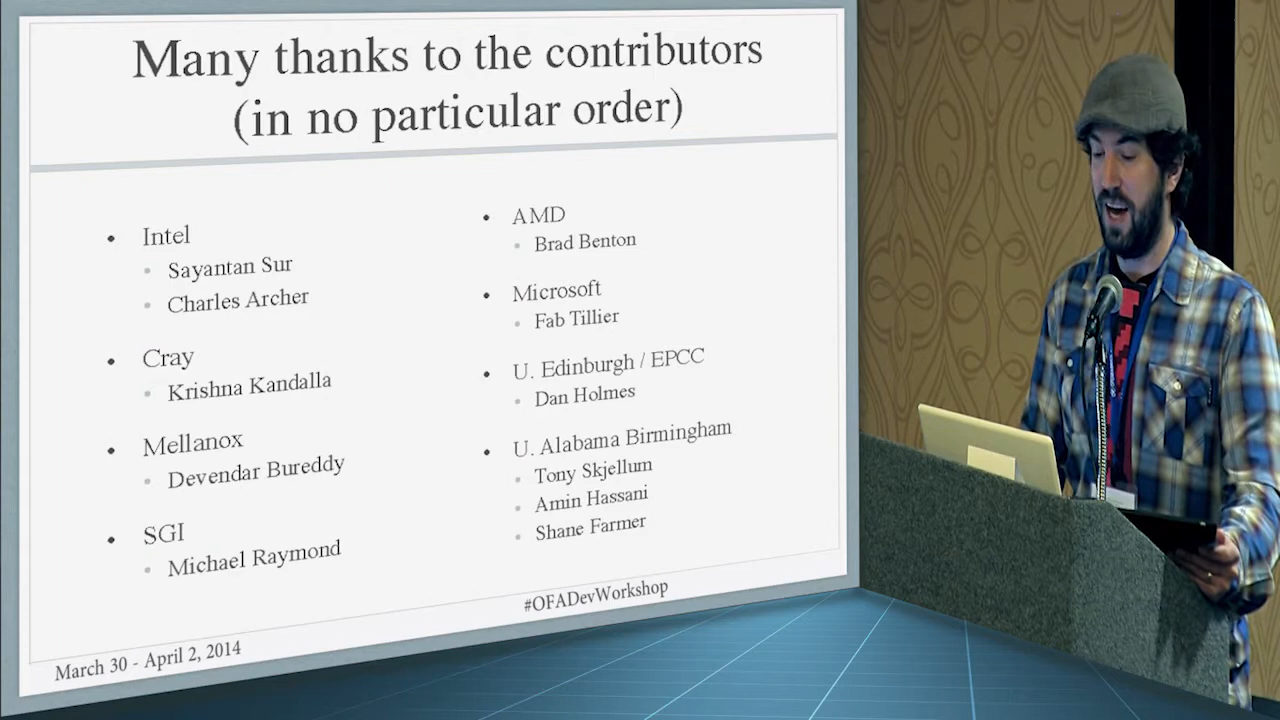 Many thanks to the contributors
(in no particular order)
Intel
Sayantan Sur
Charles Archer
Cray
Krishna Kandalla
Mellanox
Devendar Bureddy
SGI
Michael Raymond
AMD
Brad Benton
Microsoft
Fab Tillier
U. Edinburgh / EPCC
Dan Holmes
U. Alabama Birmingham
Tony Skjellum
Amin Hassani
Shane Farmer
March 30 - April 2, 2014
#OFADevWorkshop